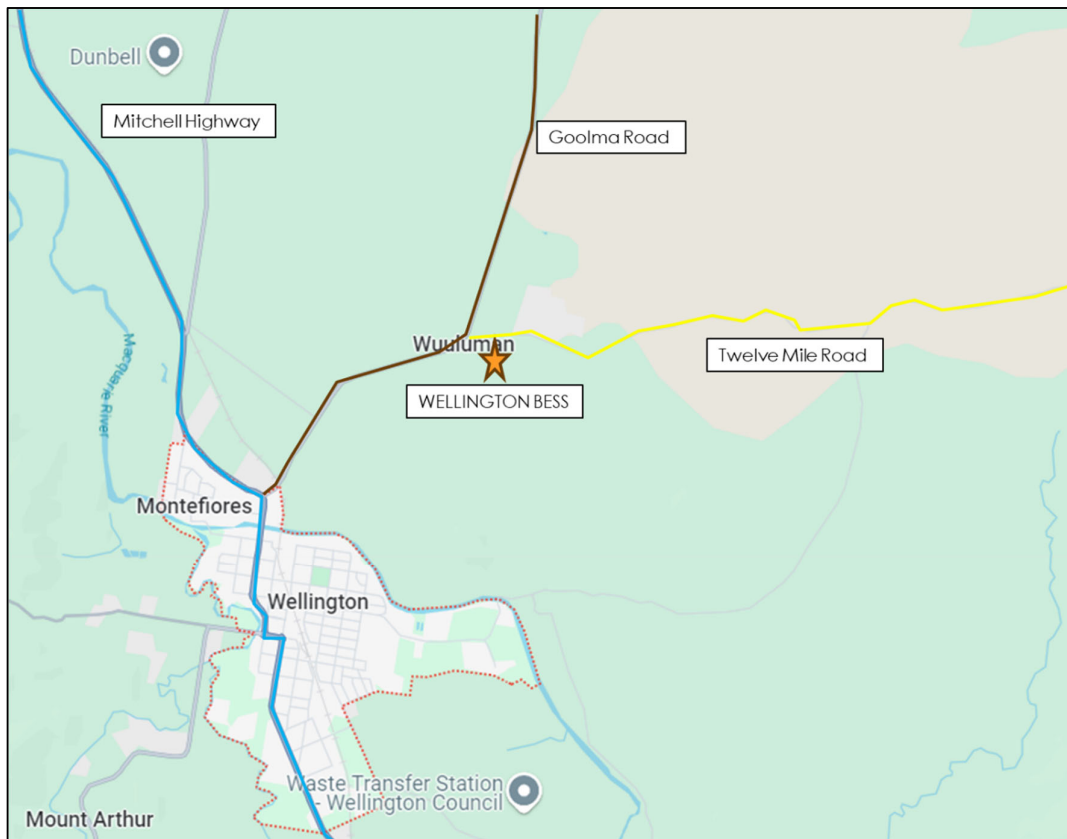 Dunbell
Mitchell Highway
Goolma Road
Macquarie River
Wuuluman
Twelve Mile Road
WELLINGTON BESS
Montefiores
Wellington
Waste Transfer Station
- Wellington Council
Mount Arthur